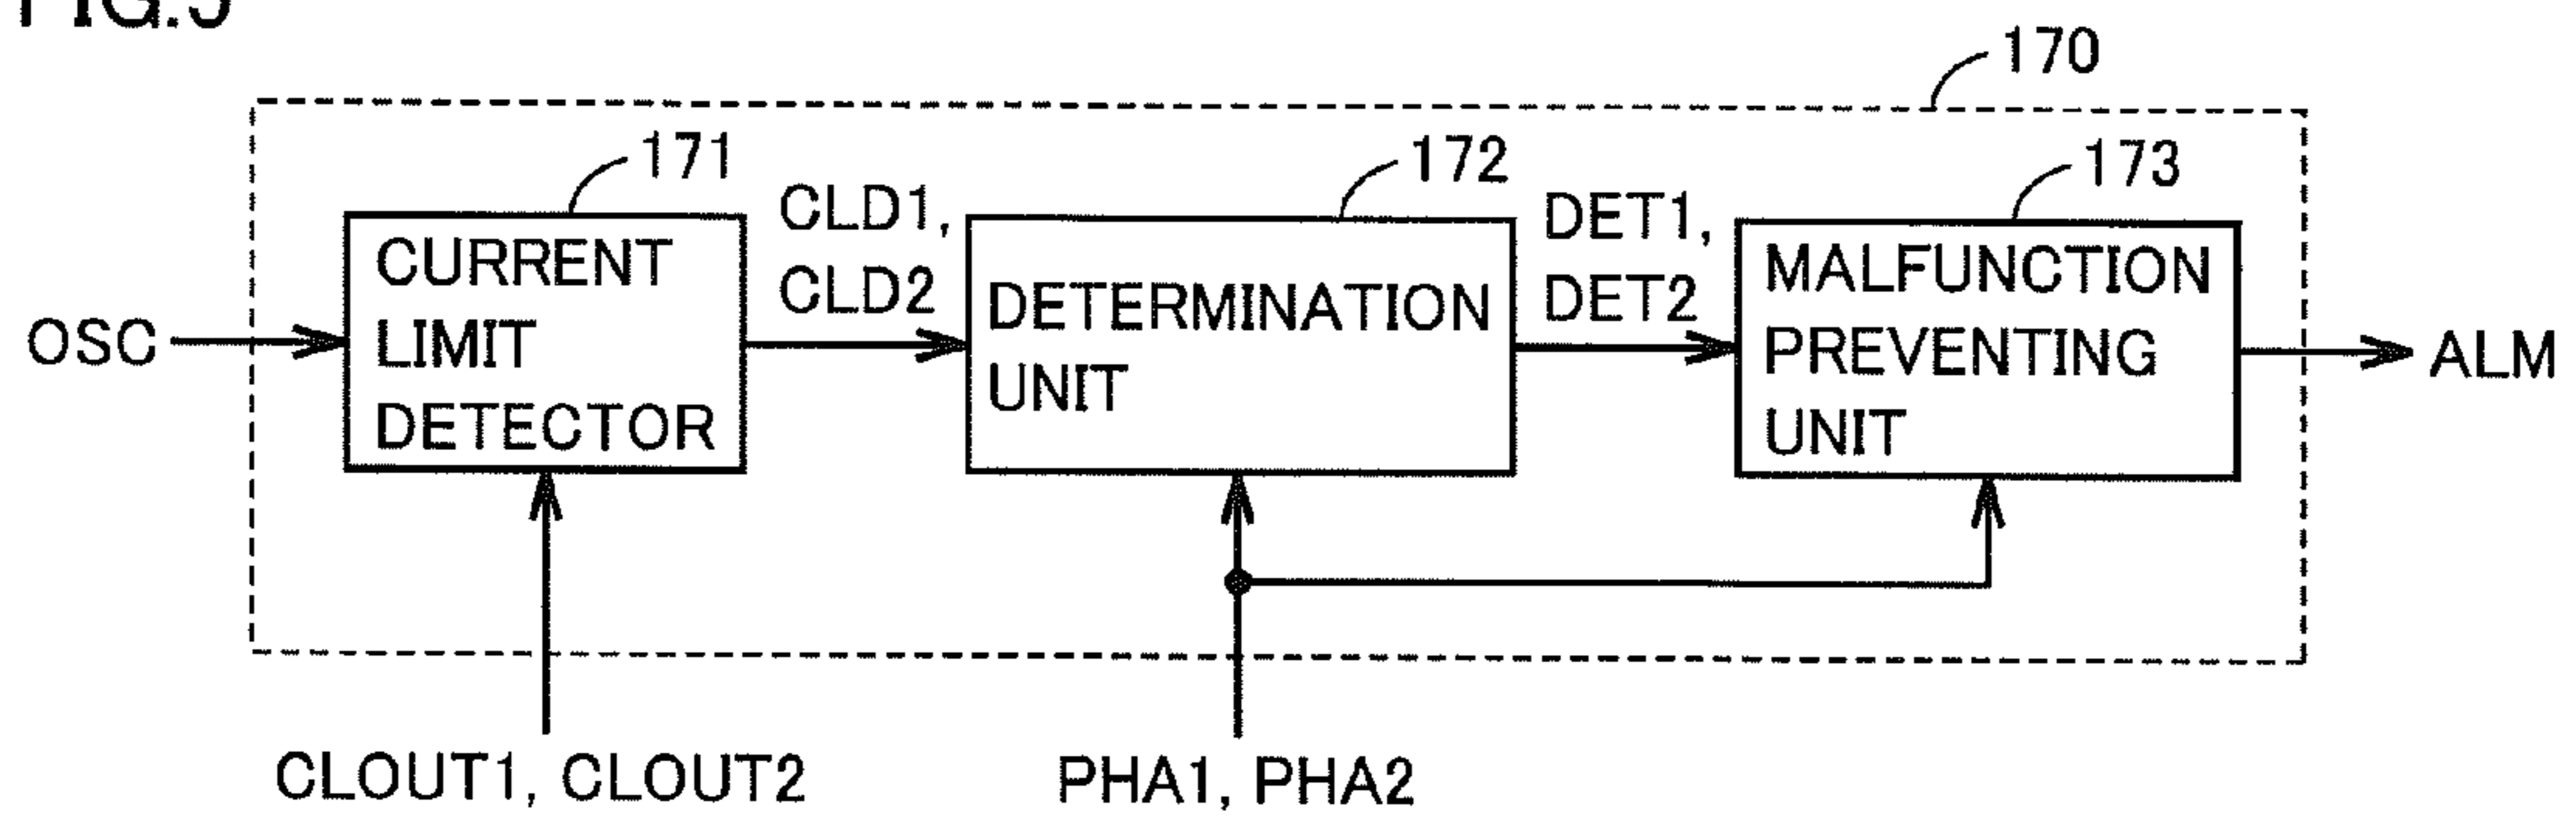 FIG.
170
171
172
173
CURRENT
LIMIT
DETECTOR
CLD1,
CLD2
DETERMINATION
UNIT
DET1,
DET2
MALFUNCTION
PREVENTING
UNIT
OSC
ALM
CLOUT1, CLOUT2
PHA1, PHA2